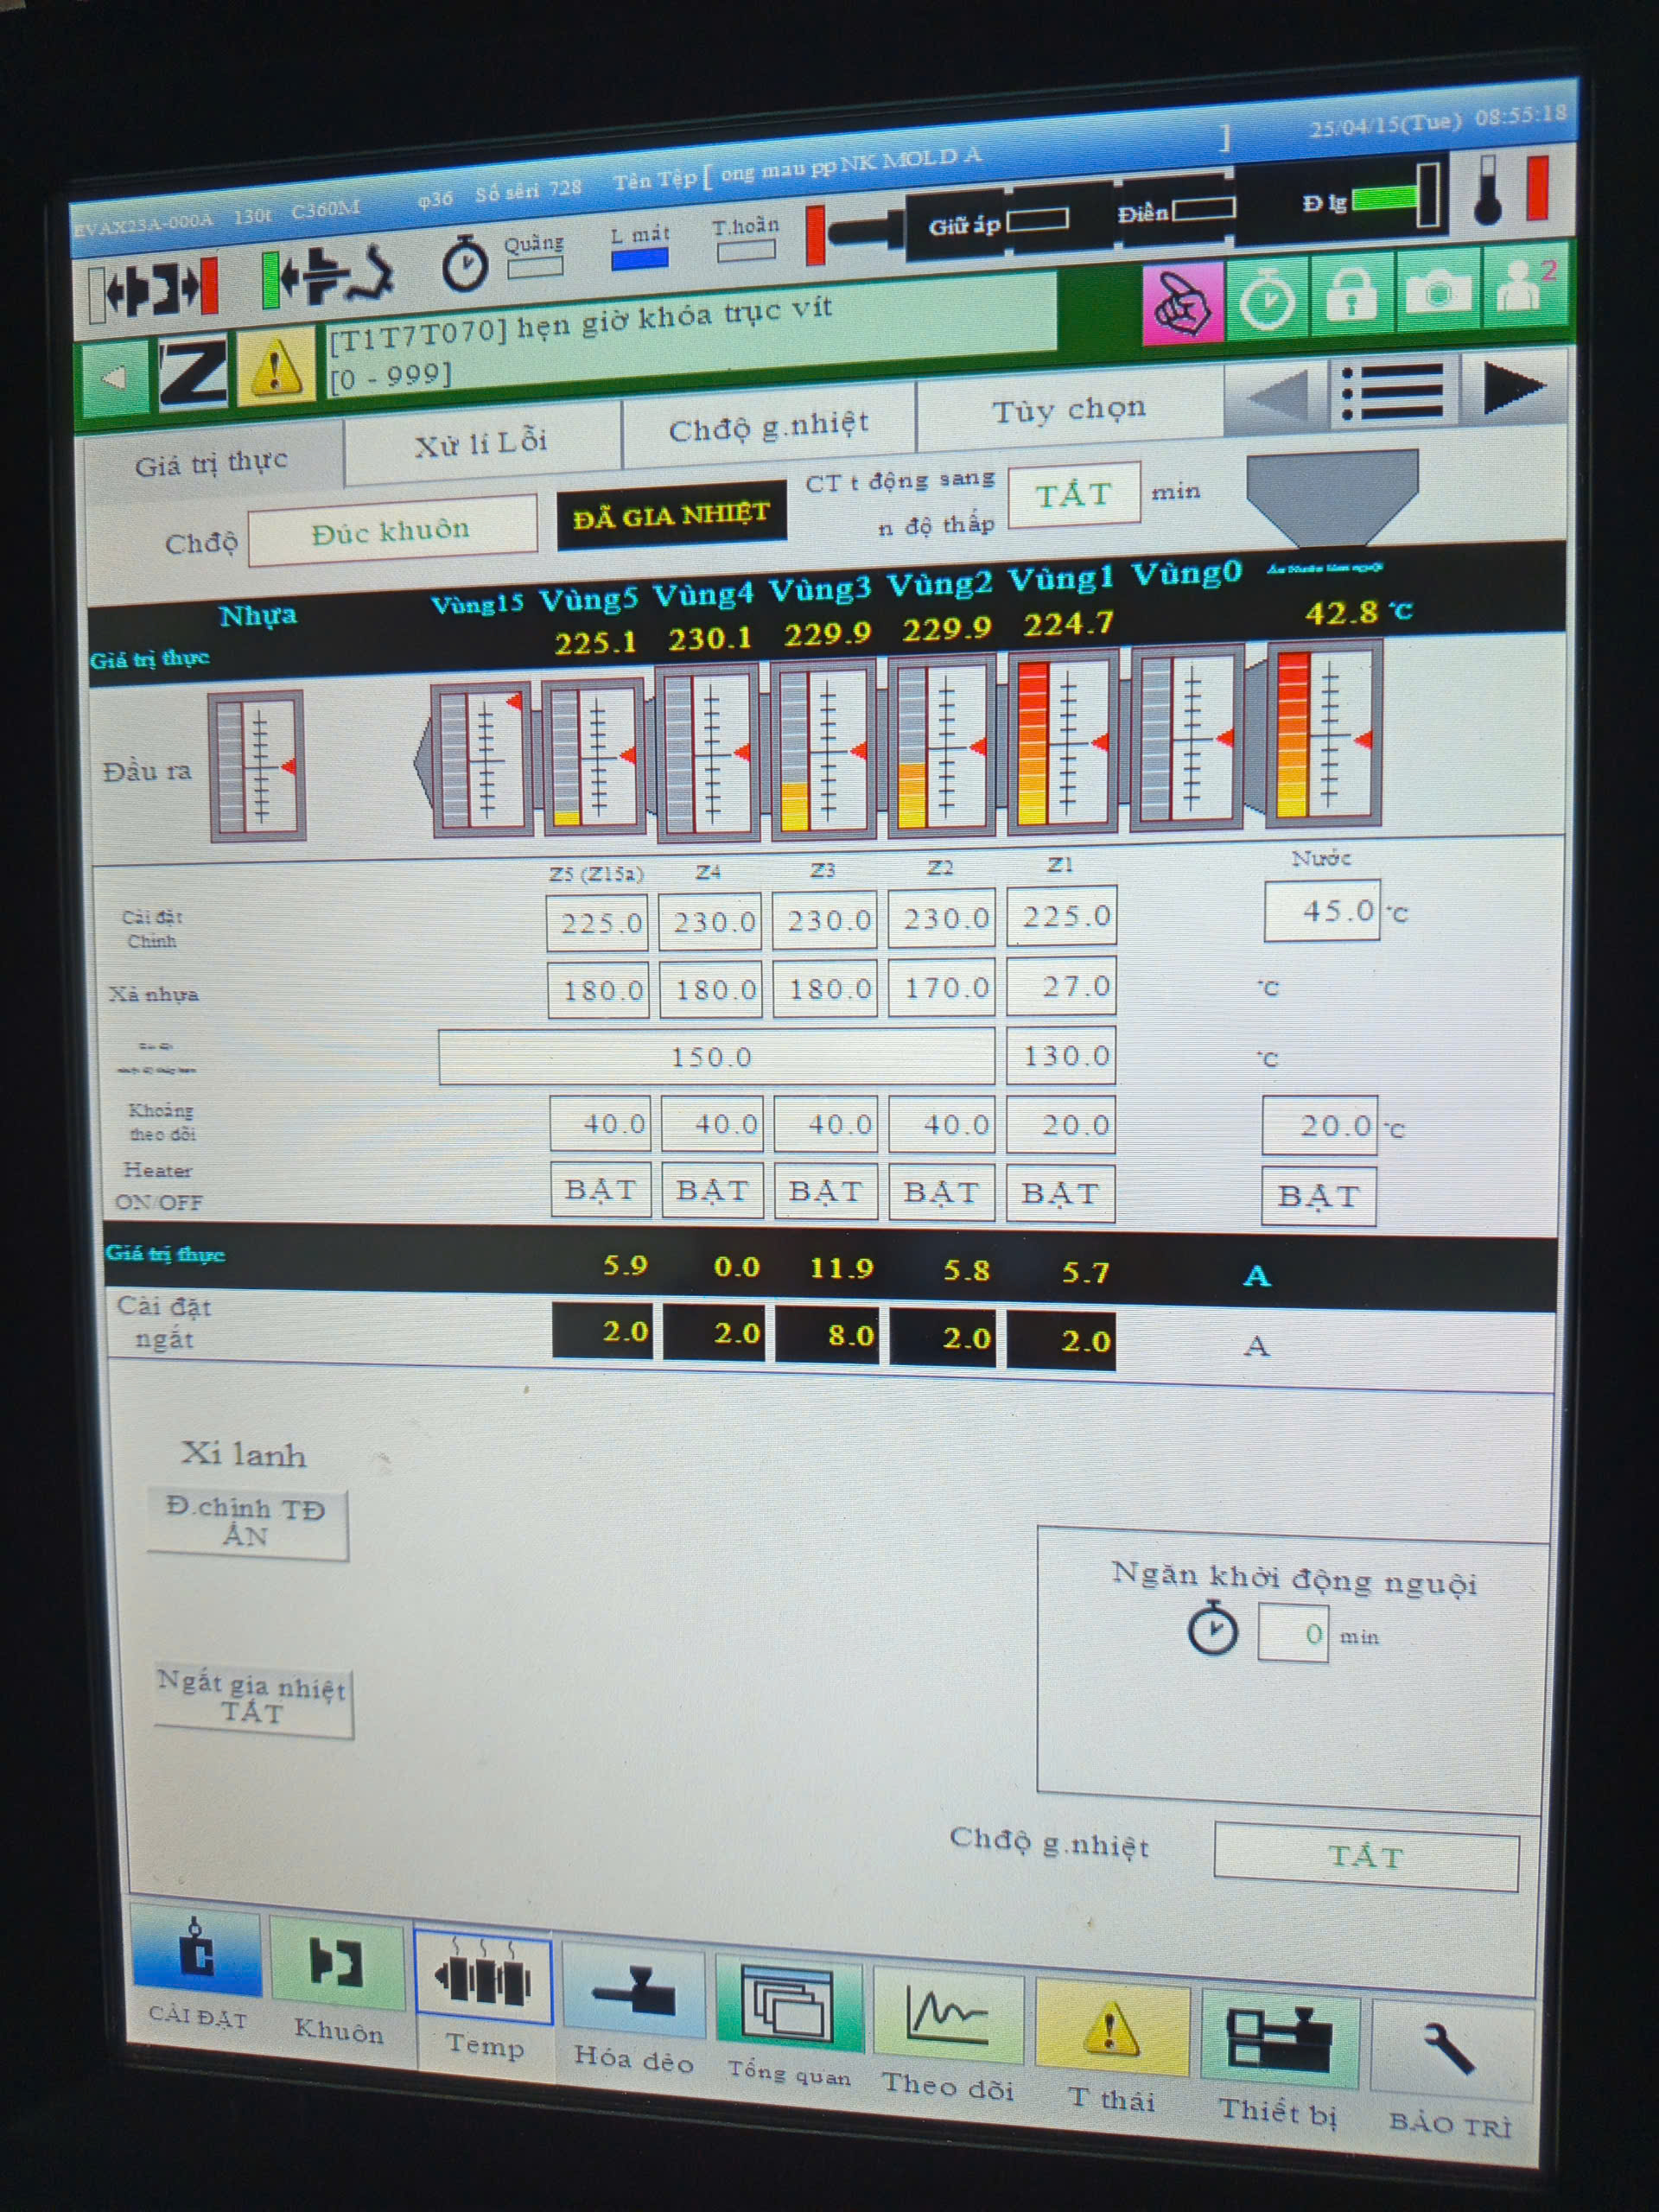 EVAX23A-000A 130t C360M φ36 Số sêri 728 Tên Tệp [ ong mau pp NK MOLD A ] 25/04/15(Tue) 08:55:18
Quãng L mát T.hoãn Giữ áp Điền Đ lg
[T1T7T070] hẹn giờ khóa trục vít
[0 - 999]
2
Giá trị thực Xử lí Lỗi Chđộ g.nhiệt Tùy chọn
Chđộ Đúc khuôn ĐÃ GIA NHIỆT CT t động sang TẮT min
n độ thấp
Nhựa Vùng15 Vùng5 Vùng4 Vùng3 Vùng2 Vùng1 Vùng0
Giá trị thực 225.1 230.1 229.9 229.9 224.7 42.8 °C
Đầu ra
Z5 (Z15a) Z4 Z3 Z2 Z1 Nước
Cài đặt
Chính 225.0 230.0 230.0 230.0 225.0 45.0 °C
Xả nhựa 180.0 180.0 180.0 170.0 27.0 °C
150.0 130.0 °C
Khoảng
theo dõi 40.0 40.0 40.0 40.0 20.0 20.0 °C
Heater
ON/OFF BẬT BẬT BẬT BẬT BẬT BẬT
Giá trị thực 5.9 0.0 11.9 5.8 5.7 A
Cài đặt
ngắt 2.0 2.0 8.0 2.0 2.0 A
Xi lanh
Đ.chỉnh TĐ
ẨN
Ngăn khởi động nguội
0 min
Ngắt gia nhiệt
TẮT
Chđộ g.nhiệt TẮT
CÀI ĐẶT Khuôn Temp Hóa dẻo Tổng quan Theo dõi T thái Thiết bị BẢO TRÌ